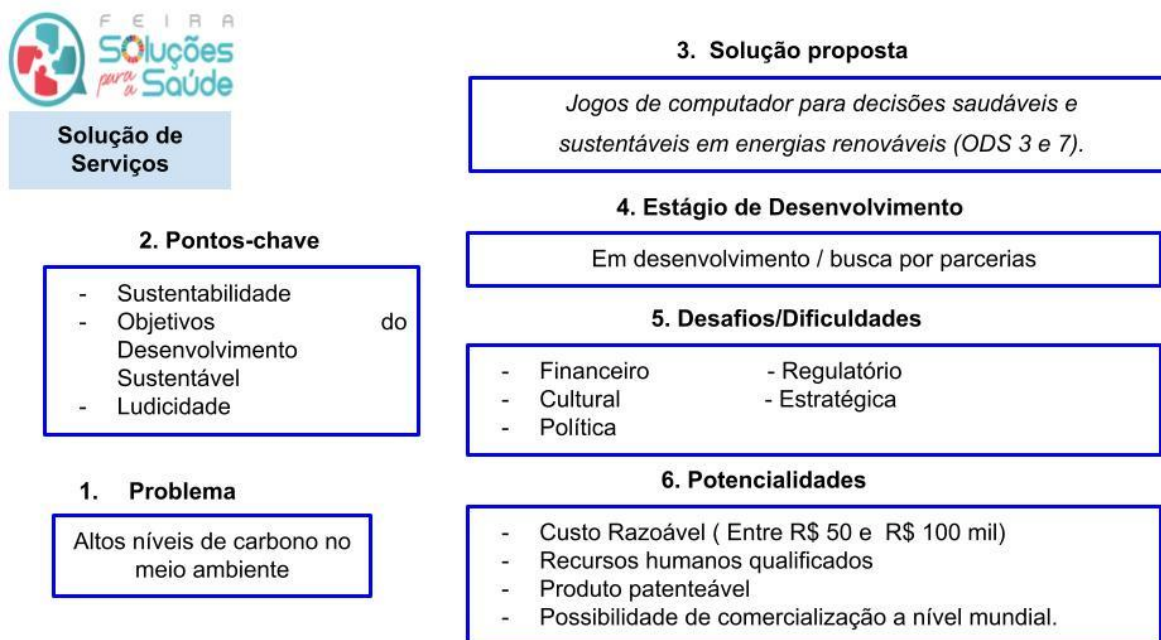 FEIRA
Soluções
para a
Saúde
Solução de
Serviços
2. Pontos-chave
- Sustentabilidade
- Objetivos do
Desenvolvimento
Sustentável
- Ludicidade
1. Problema
Altos níveis de carbono no
meio ambiente
3. Solução proposta
Jogos de computador para decisões saudáveis e
sustentáveis em energias renováveis (ODS 3 e 7).
4. Estágio de Desenvolvimento
Em desenvolvimento / busca por parcerias
5. Desafios/Dificuldades
- Financeiro - Regulatório
- Cultural - Estratégica
- Política
6. Potencialidades
- Custo Razoável ( Entre R$ 50 e R$ 100 mil)
- Recursos humanos qualificados
- Produto patenteável
- Possibilidade de comercialização a nível mundial.